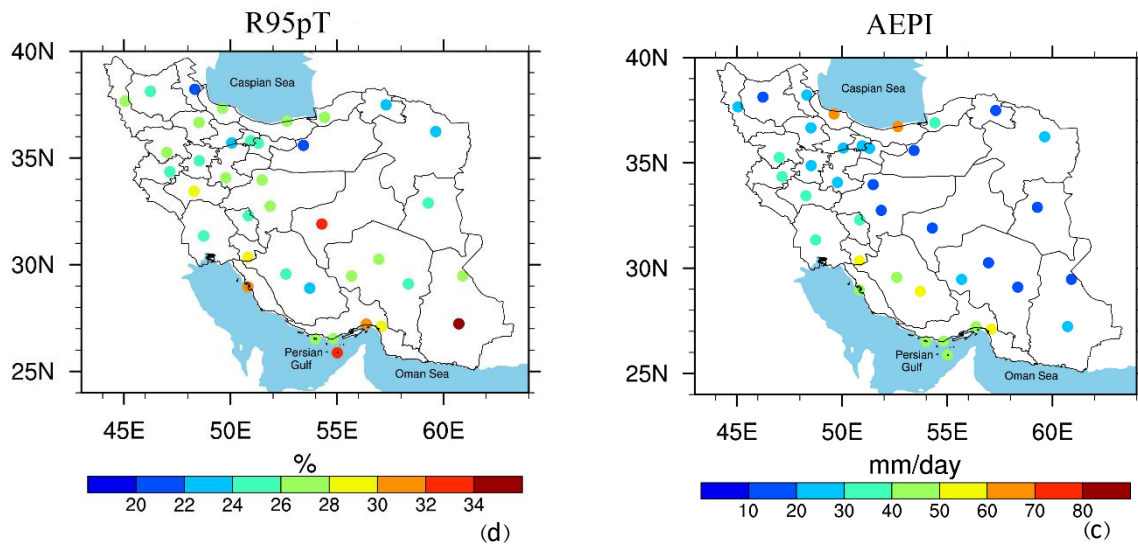 R95pT
40N
35N
30N
25N
45E 50E 55E 60E
Caspian Sea
Persian
Gulf
Oman Sea
%
20 22 24 26 28 30 32 34
(d)
AEPI
40N
35N
30N
25N
45E 50E 55E 60E
Caspian Sea
Persian
Gulf
Oman Sea
mm/day
10 20 30 40 50 60 70 80
(c)